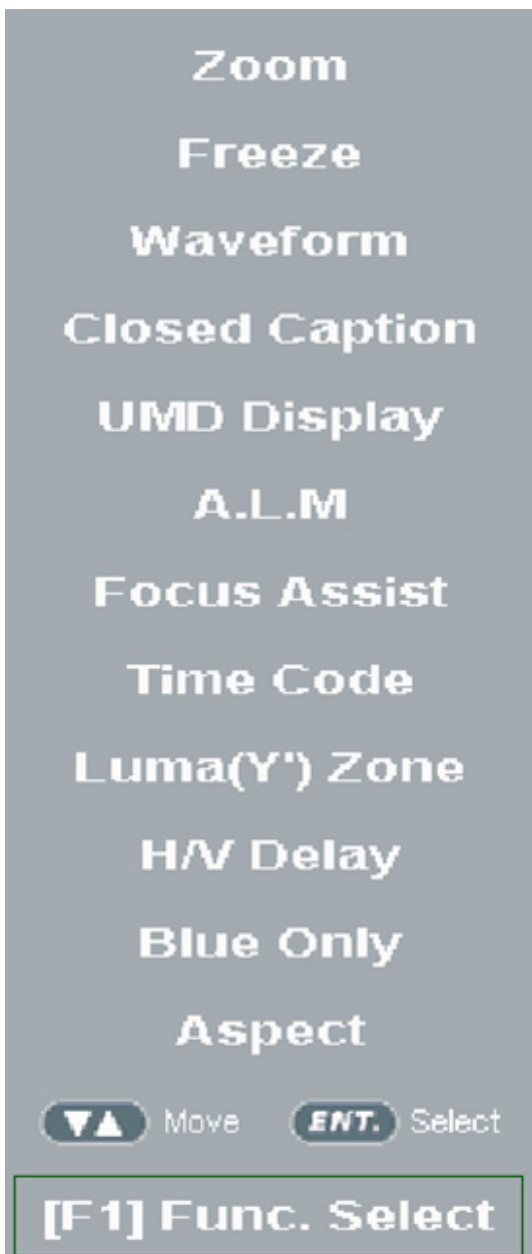 Zoom
Freeze
Waveform
Closed Caption
UMD Display
A.L.M
Focus Assist
Time Code
Luma(Y') Zone
H/V Delay
Blue Only
Aspect
▼▲ Move ENT. Select
[F1] Func. Select